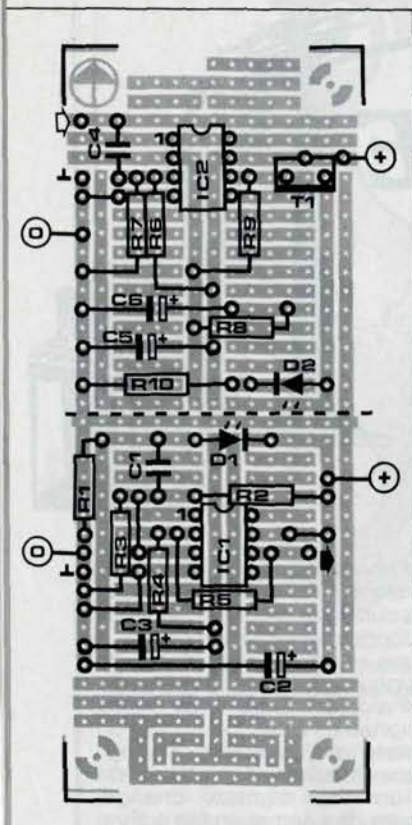 C4
1
IC2
T1
+
R7
R6
R9
0
C6
+
R8
C5
+
R10
D2
D1
C1
R1
R2
+
1
0
R3
IC1
R4
R5
C3
+
C2
+